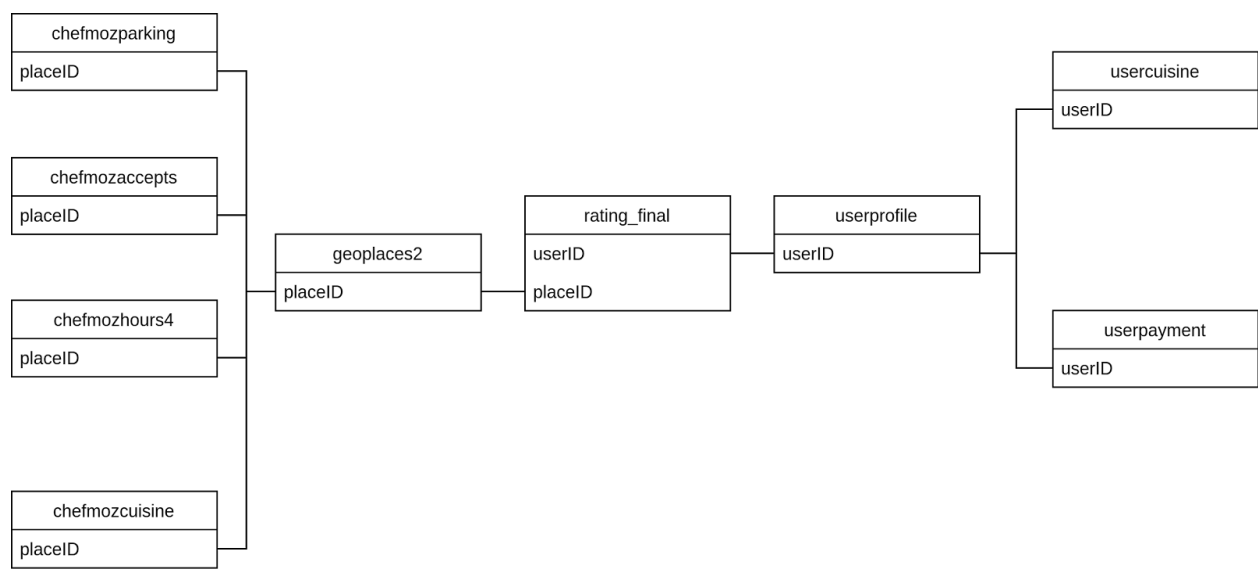 chefmozparking
placeID
chefmozaccepts
placeID
chefmozhours4
placeID
chefmozcuisine
placeID
geoplaces2
placeID
rating_final
userID
placeID
userprofile
userID
usercuisine
userID
userpayment
userID